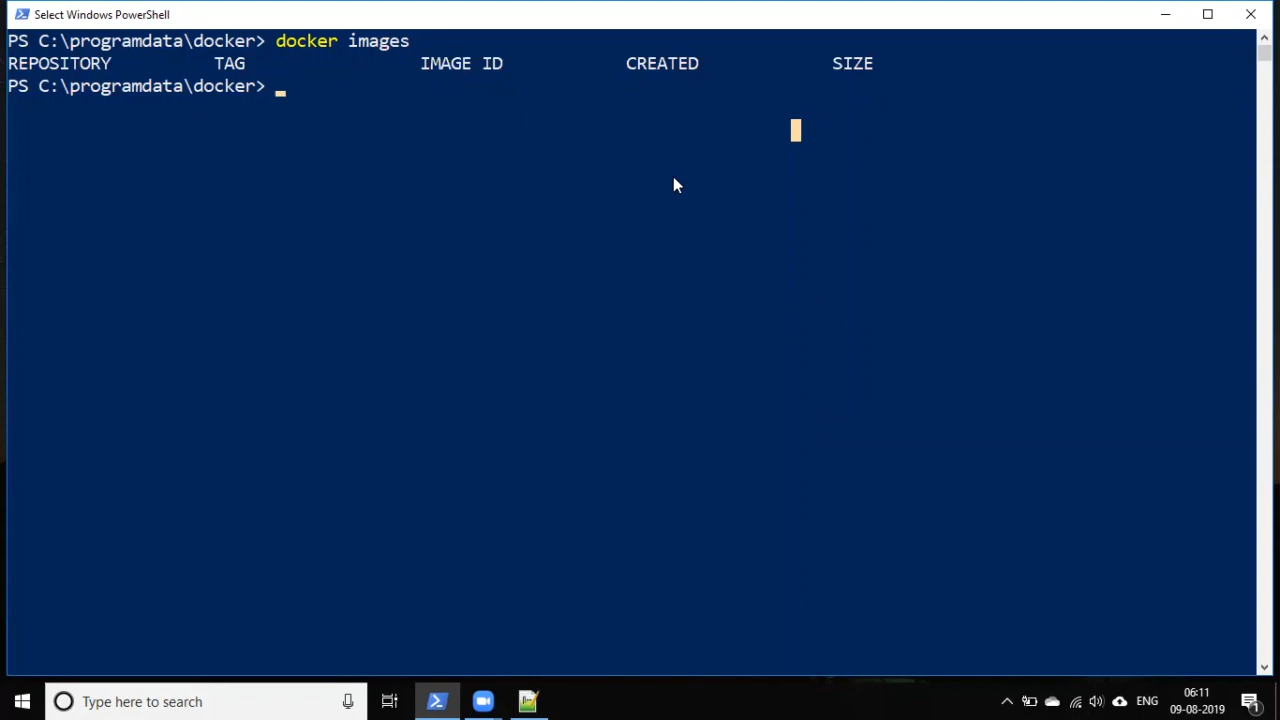 Select Windows PowerShell
PS C:\programdata\docker> docker images
REPOSITORY TAG IMAGE ID CREATED SIZE
PS C:\programdata\docker>
Type here to search
ENG
06:11
09-08-2019
1